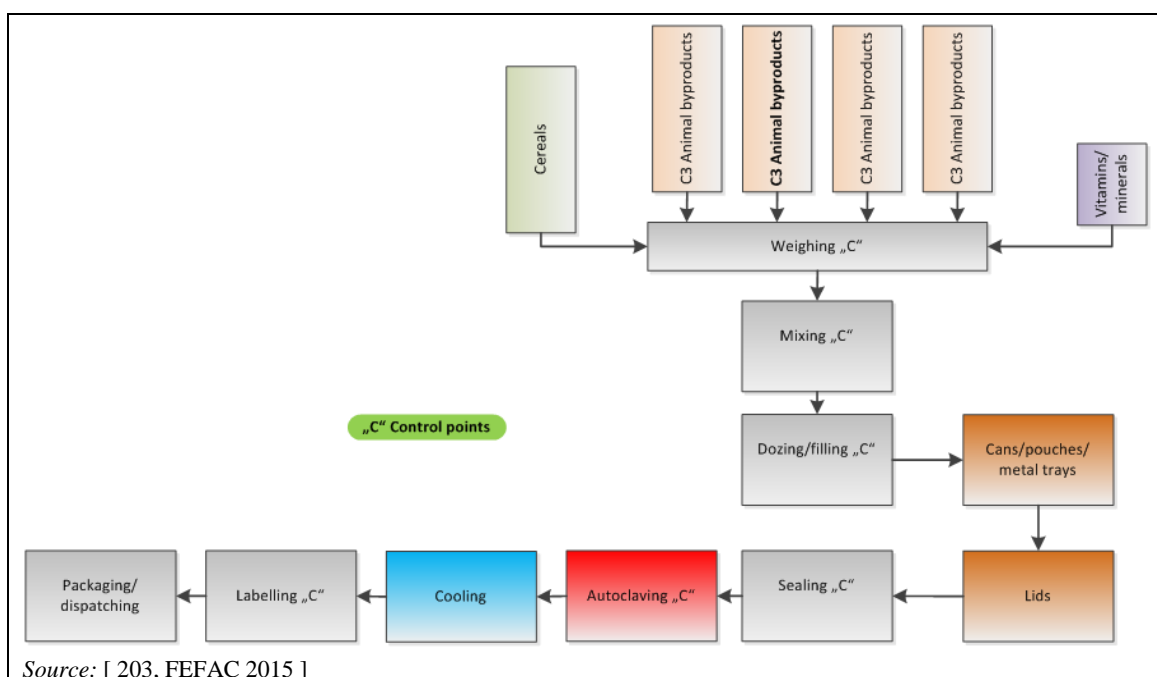 Cereals
C3 Animal byproducts
C3 Animal byproducts
C3 Animal byproducts
C3 Animal byproducts
Vitamins/
minerals
Weighing „C“
Mixing „C“
„C“ Control points
Dozing/filling „C“
Cans/pouches/
metal trays
Packaging/
dispatching
Labelling „C“
Cooling
Autoclaving „C“
Sealing „C“
Lids
Source: [ 203, FEFAC 2015 ]